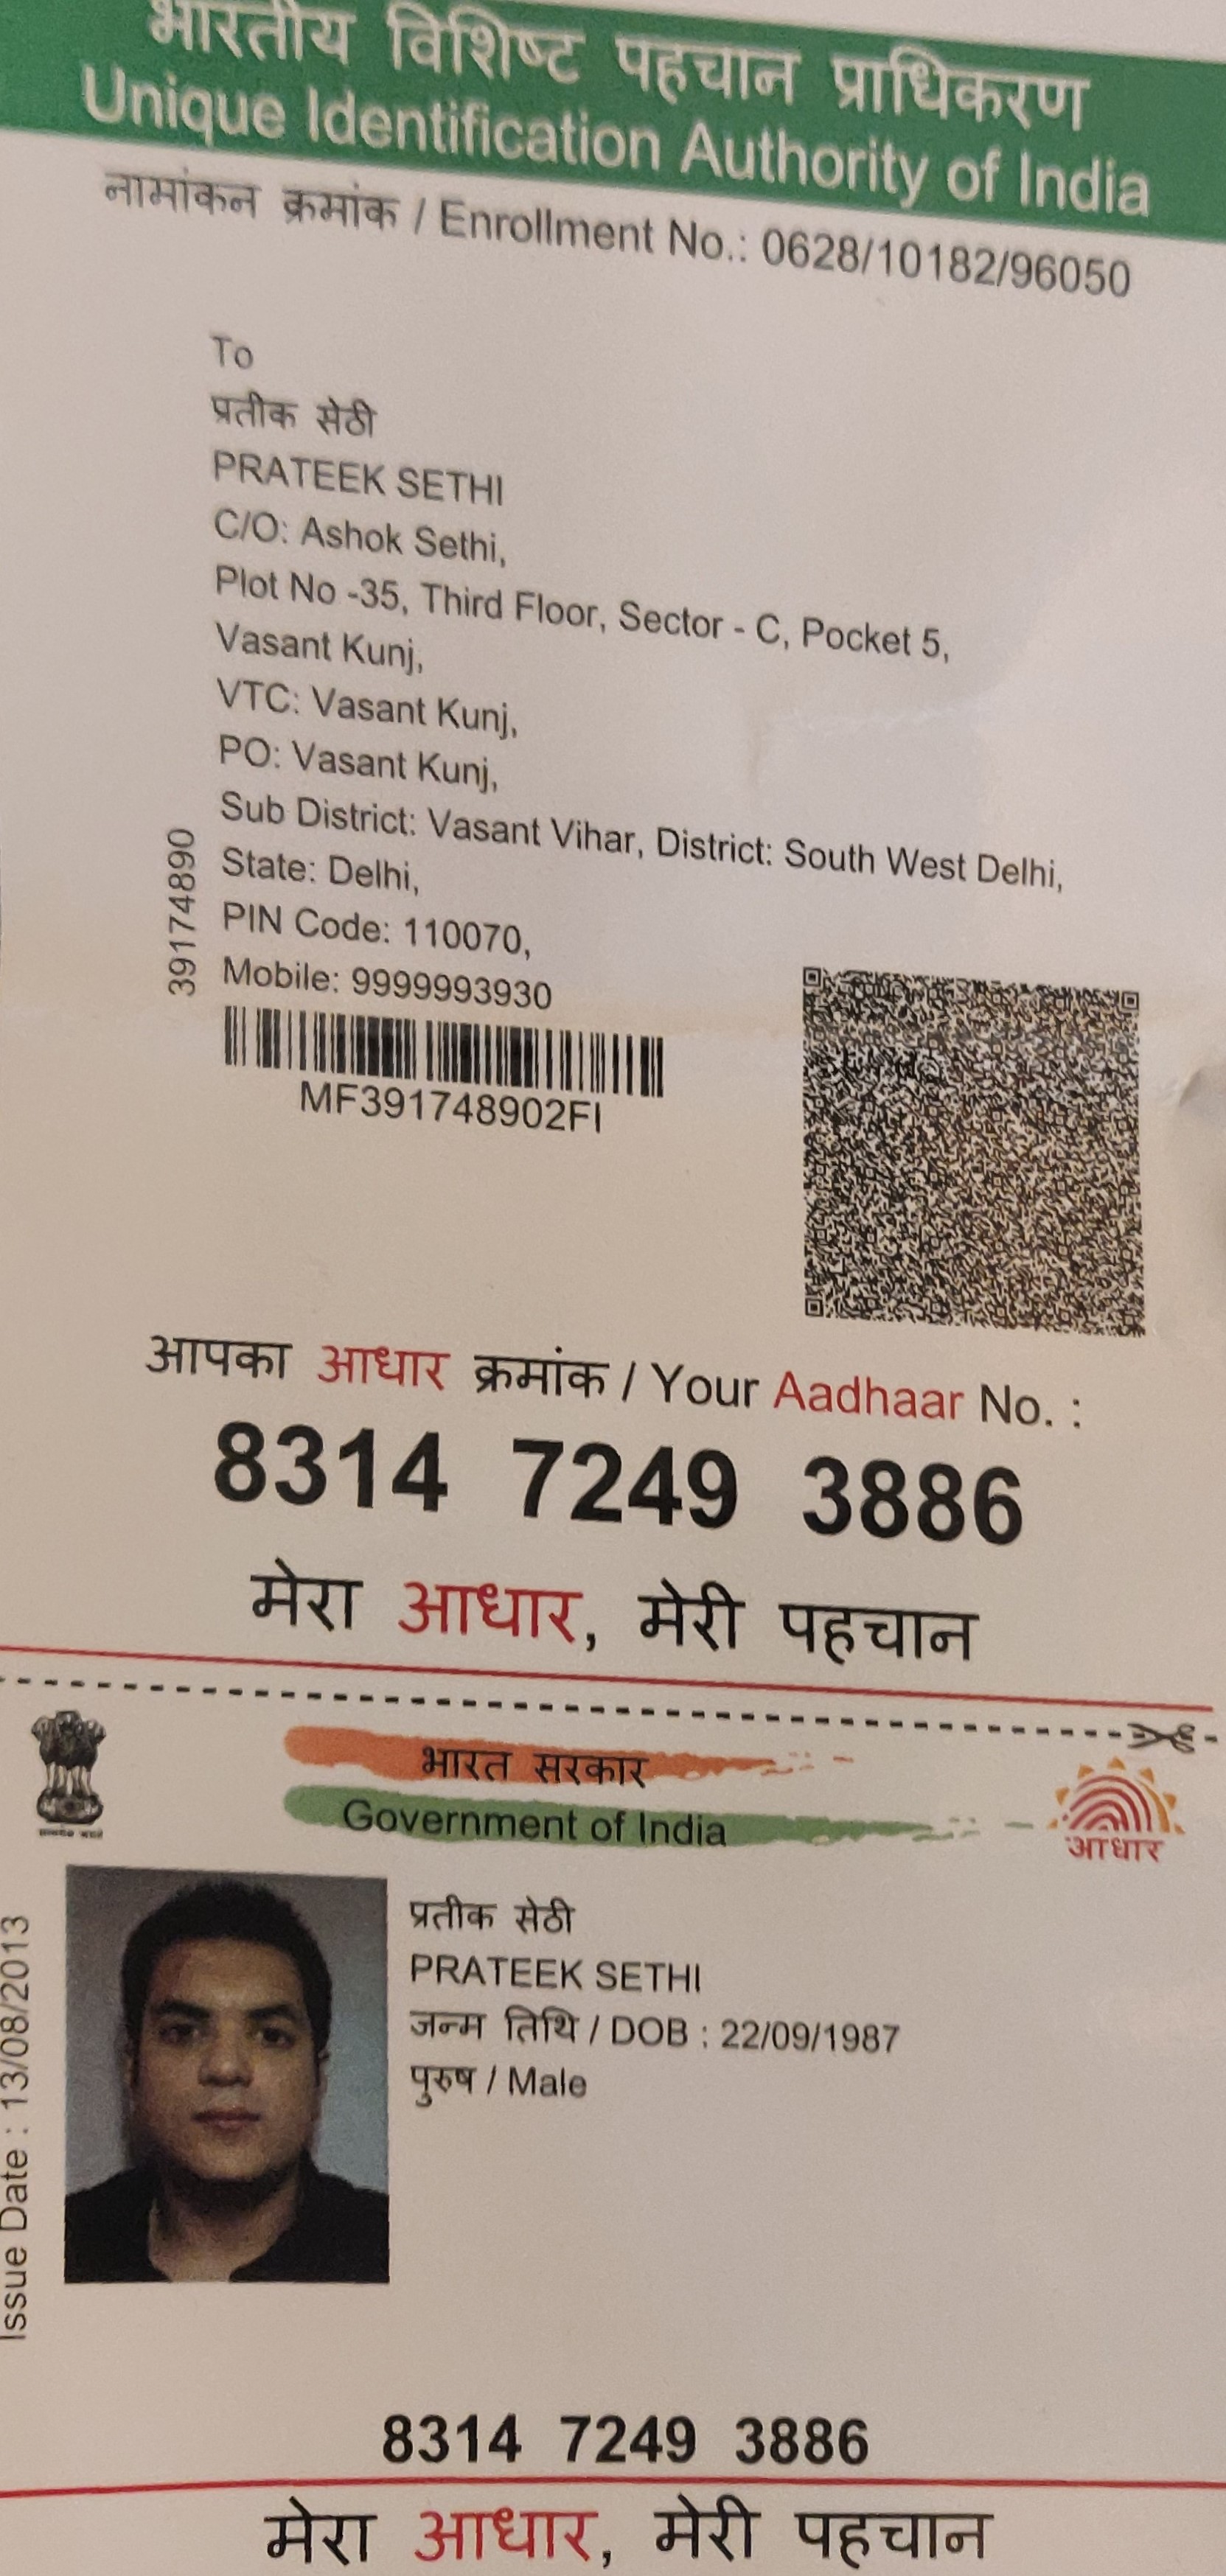 भारतीय विशिष्ट पहचान प्राधिकरण
Unique Identification Authority of India
नामांकन क्रमांक / Enrollment No.: 0628/10182/96050
To
प्रतीक सेठी
PRATEEK SETHI
C/O: Ashok Sethi,
Plot No -35, Third Floor, Sector - C, Pocket 5,
Vasant Kunj,
VTC: Vasant Kunj,
PO: Vasant Kunj,
Sub District: Vasant Vihar, District: South West Delhi,
State: Delhi,
PIN Code: 110070,
Mobile: 9999993930
39174890
MF391748902FI
आपका आधार क्रमांक / Your Aadhaar No. :
8314 7249 3886
मेरा आधार, मेरी पहचान
भारत सरकार
Government of India
आधार
प्रतीक सेठी
PRATEEK SETHI
जन्म तिथि / DOB : 22/09/1987
पुरुष / Male
Issue Date : 13/08/2013
8314 7249 3886
मेरा आधार, मेरी पहचान